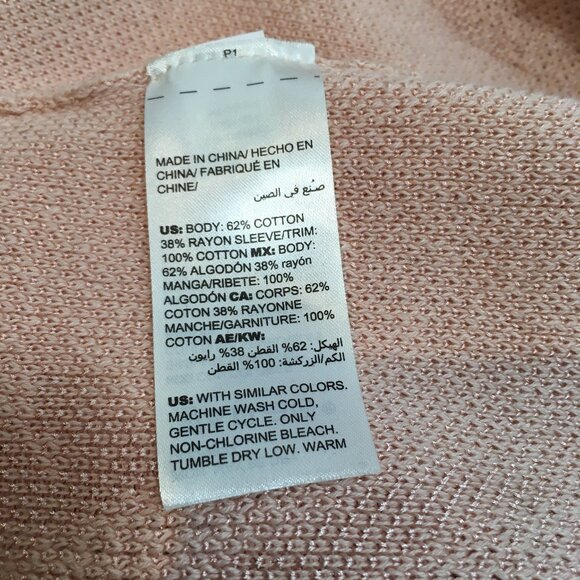 P1
MADE IN CHINA/ HECHO EN
CHINA/ FABRIQUÉ EN
CHINE/
صُنع في الصين
US: BODY: 62% COTTON
38% RAYON SLEEVE/TRIM:
100% COTTON MX: BODY:
62% ALGODÓN 38% rayón
MANGA/RIBETE: 100%
ALGODÓN CA: CORPS: 62%
COTON 38% RAYONNE
MANCHE/GARNITURE: 100%
COTON AE/KW:
الهيكل: 62% القطن 38% رايون
الكم/الزركشة: 100% القطن
US: WITH SIMILAR COLORS.
MACHINE WASH COLD,
GENTLE CYCLE. ONLY
NON-CHLORINE BLEACH.
TUMBLE DRY LOW. WARM